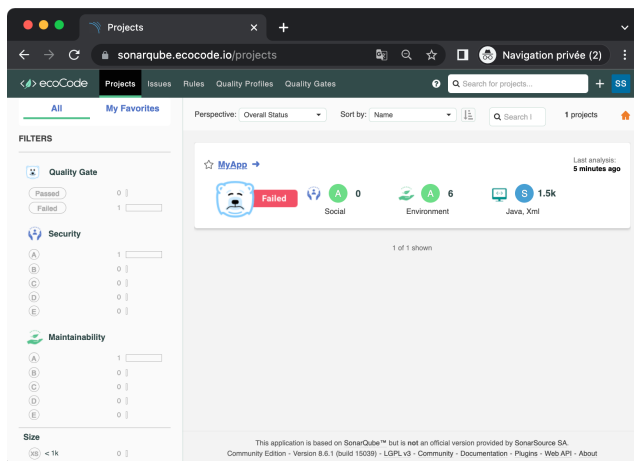 Projects
sonarqube.ecocode.io/projects
Navigation privée (2)
ecoCode
Projects Issues Rules Quality Profiles Quality Gates
Search for projects...
SS
All My Favorites
Perspective: Overall Status Sort by: Name Search 1 projects
FILTERS
MyApp
Last analysis:
5 minutes ago
Failed
A 0
Social
A 6
Environment
S 1.5k
Java, Xml
1 of 1 shown
Quality Gate
Passed 0
Failed 1
Security
A 1
B 0
C 0
D 0
E 0
Maintainability
A 1
B 0
C 0
D 0
E 0
Size
XS < 1k 0
This application is based on SonarQube™ but is not an official version provided by SonarSource SA.
Community Edition - Version 8.6.1 (build 15039) - LGPL v3 - Community - Documentation - Plugins - Web API - About